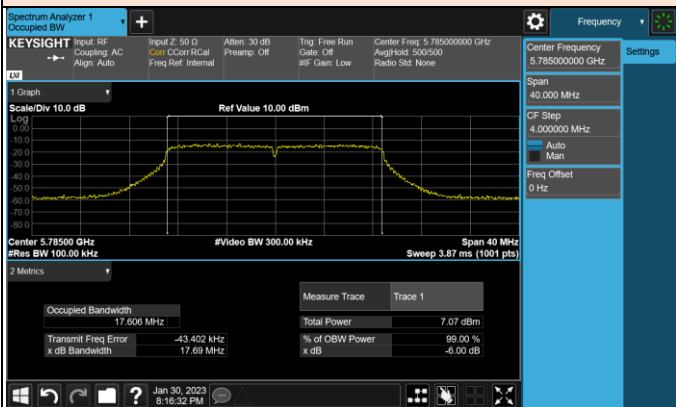 Spectrum Analyzer 1
Occupied BW
Frequency
KEYSIGHT
Input: RF
Coupling: AC
Align: Auto
Input Z: 50 Ω
Corr CCorr RCal
Freq Ref: Internal
Atten: 30 dB
Preamp: Off
Trig: Free Run
Gate: Off
#IF Gain: Low
Center Freq: 5.785000000 GHz
Avg|Hold: 500/500
Radio Std: None
LXI
Center Frequency
5.785000000 GHz
Settings
Span
40.000 MHz
CF Step
4.000000 MHz
Auto
Man
Freq Offset
0 Hz
1 Graph
Scale/Div 10.0 dB
Ref Value 10.00 dBm
Log
0.00
-10.0
-20.0
-30.0
-40.0
-50.0
-60.0
-70.0
-80.0
Center 5.78500 GHz
#Video BW 300.00 kHz
Span 40 MHz
#Res BW 100.00 kHz
Sweep 3.87 ms (1001 pts)
2 Metrics
Measure Trace
Trace 1
Occupied Bandwidth
17.606 MHz
Total Power
7.07 dBm
Transmit Freq Error
-43.402 kHz
% of OBW Power
99.00 %
x dB Bandwidth
17.69 MHz
x dB
-6.00 dB
?
Jan 30, 2023
8:16:32 PM